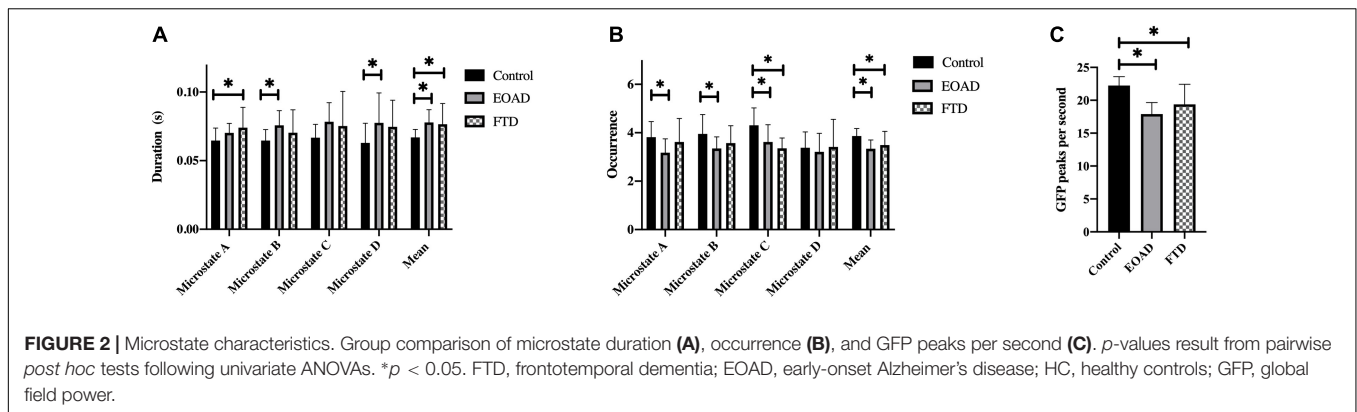 A
Duration (s)
0.10
0.05
0.00
* * * * *
Control
EOAD
FTD
Microstate A
Microstate B
Microstate C
Microstate D
Mean
B
Occurrence
6
4
2
0
* * * * * *
Control
EOAD
FTD
Microstate A
Microstate B
Microstate C
Microstate D
Mean
C
GFP peaks per second
25
20
15
10
5
0
* *
Control
EOAD
FTD
FIGURE 2 | Microstate characteristics. Group comparison of microstate duration (A), occurrence (B), and GFP peaks per second (C). p-values result from pairwise
post hoc tests following univariate ANOVAs. *p < 0.05. FTD, frontotemporal dementia; EOAD, early-onset Alzheimer's disease; HC, healthy controls; GFP, global
field power.